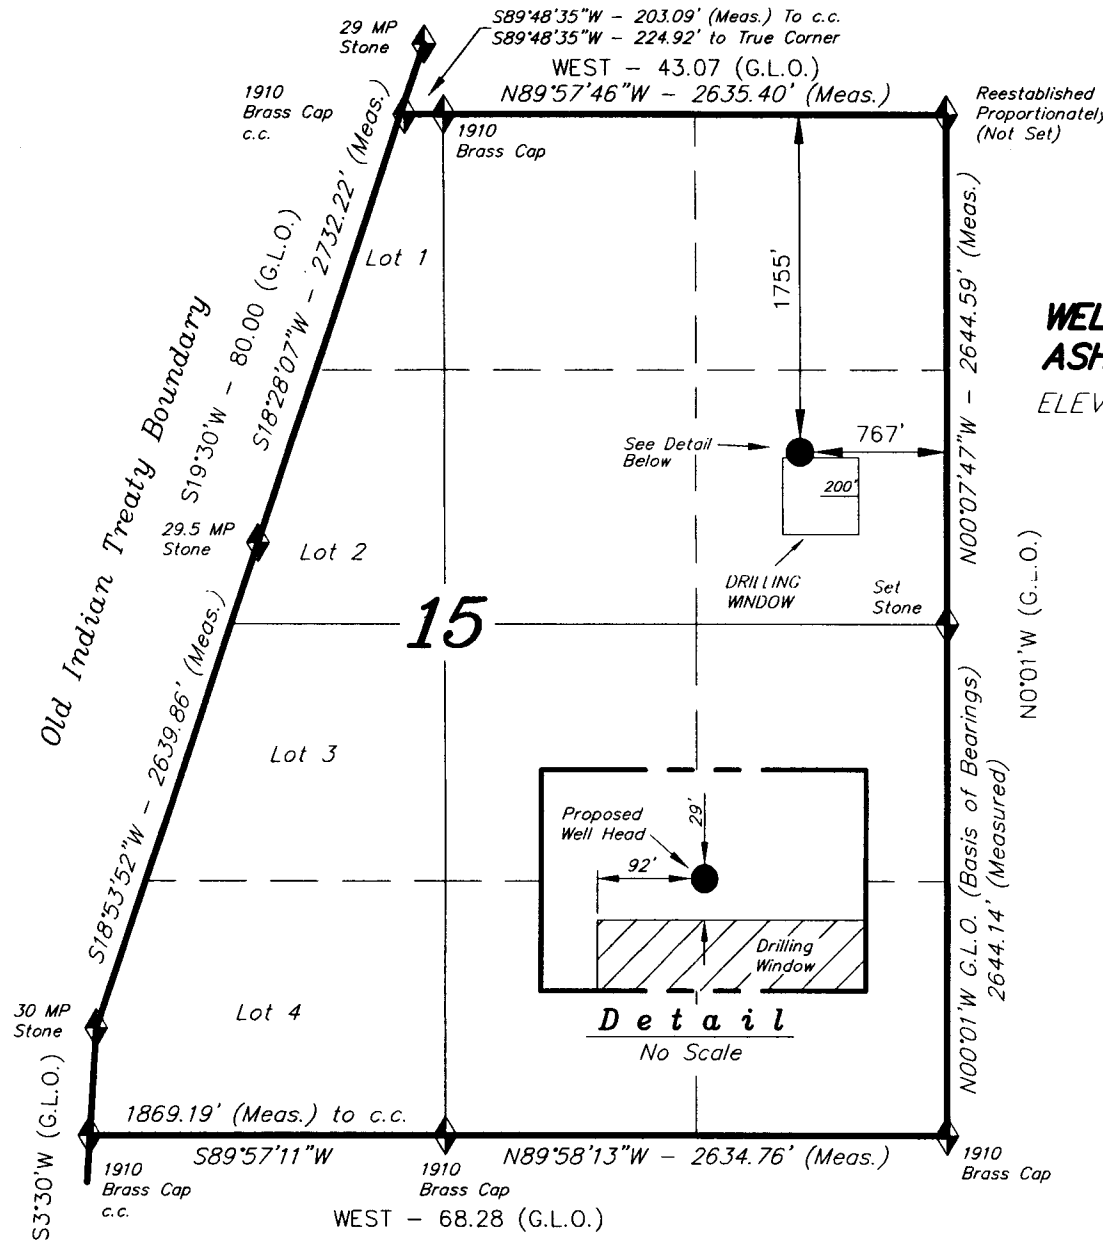 S89°48'35"W - 203.09' (Meas.) To c.c.
S89°48'35"W - 224.92' to True Corner
29 MP
Stone
WEST - 43.07 (G.L.O.)
N89°57'46"W - 2635.40' (Meas.)
1910
Brass Cap
c.c.
1910
Brass Cap
Reestablished
Proportionately
(Not Set)
S18°28'07"W - 2732.22' (Meas.)
S19°30'W - 80.00 (G.L.O.)
Old Indian Treaty Boundary
Lot 1
1755'
N00°07'47"W - 2644.59' (Meas.)
ELEV
See Detail
Below
767'
200'
29.5 MP
Stone
Lot 2
DRILLING
WINDOW
Set
Stone
15
N0°01'W (G.L.O.)
S18°53'52"W - 2639.86' (Meas.)
Lot 3
Proposed
Well Head
29'
92'
Drilling
Window
N00°01'W G.L.O. (Basis of Bearings)
2644.14' (Measured)
30 MP
Stone
Lot 4
Detail
No Scale
S3°30'W (G.L.O.)
1869.19' (Meas.) to c.c.
S89°57'11"W
N89°58'13"W - 2634.76' (Meas.)
1910
Brass Cap
c.c.
1910
Brass Cap
1910
Brass Cap
WEST - 68.28 (G.L.O.)